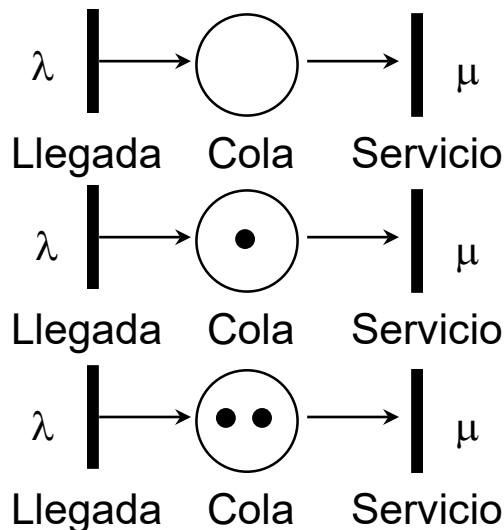 λ μ
Llegada Cola Servicio
λ μ
Llegada Cola Servicio
λ μ
Llegada Cola Servicio